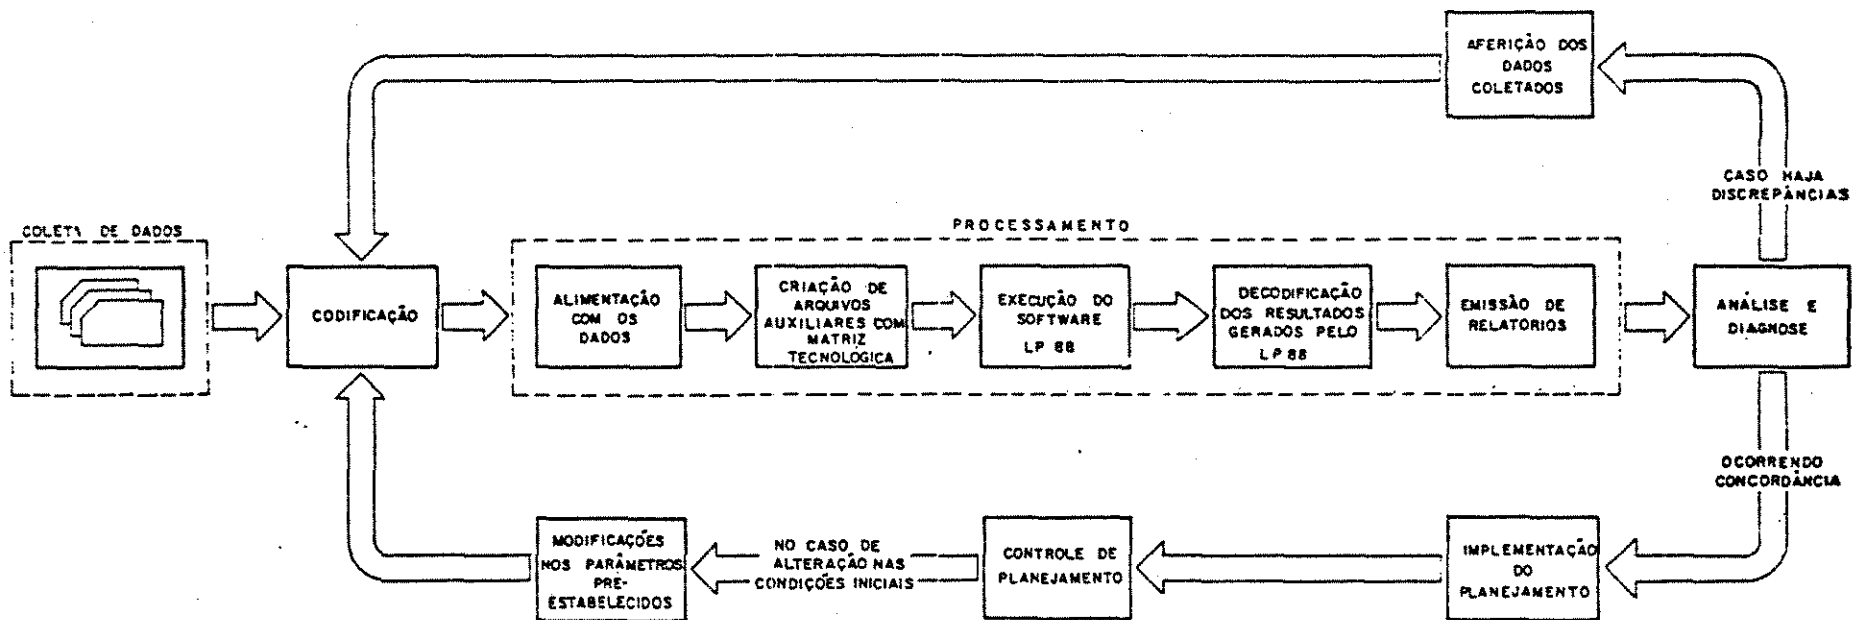 AFERIÇÃO DOS
DADOS
COLETADOS
CASO HAJA
DISCREPÂNCIAS
COLETA DE DADOS
PROCESSAMENTO
CODIFICAÇÃO
ALIMENTAÇÃO
COM OS
DADOS
CRIAÇÃO DE
ARQUIVOS
AUXILIARES COM
MATRIZ
TECNOLÓGICA
EXECUÇÃO DO
SOFTWARE
LP 88
DECODIFICAÇÃO
DOS RESULTADOS
GERADOS PELO
LP 88
EMISSÃO DE
RELATÓRIOS
ANÁLISE E
DIAGNOSE
OCORRENDO
CONCORDÂNCIA
MODIFICAÇÕES
NOS PARÂMETROS
PRÉ-
ESTABELECIDOS
NO CASO DE
ALTERAÇÃO NAS
CONDIÇÕES INICIAIS
CONTROLE DE
PLANEJAMENTO
IMPLEMENTAÇÃO
DO
PLANEJAMENTO